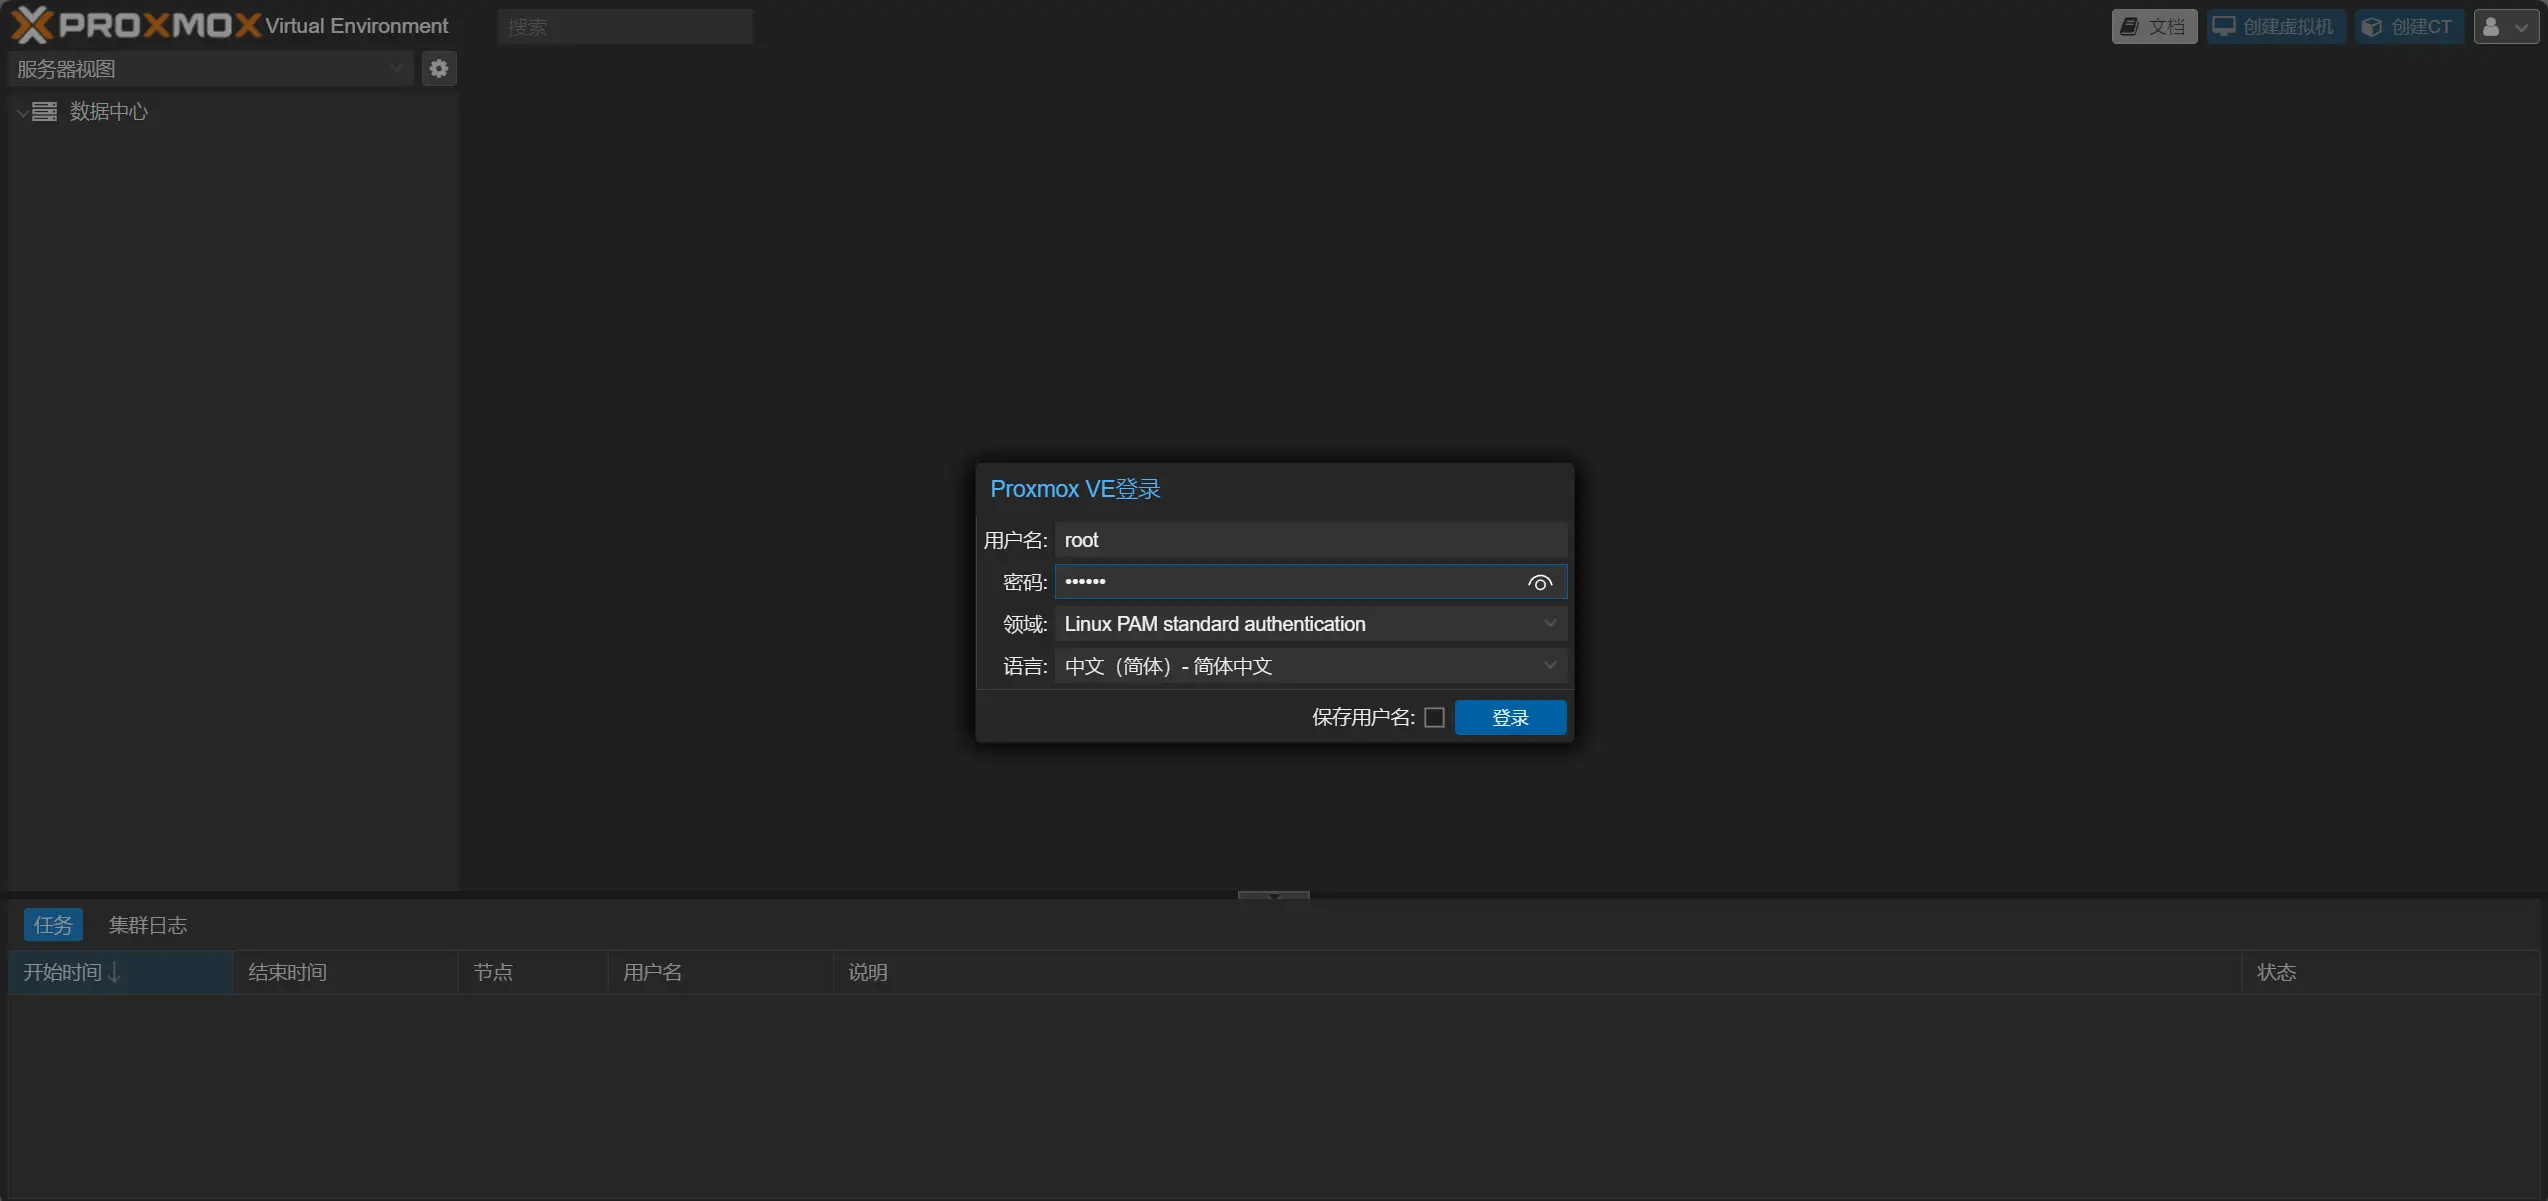 PROXMOX Virtual Environment 搜索 文档 创建虚拟机 创建CT
服务器视图
数据中心
Proxmox VE登录
用户名: root
密码: ••••••
领域: Linux PAM standard authentication
语言: 中文（简体）- 简体中文
保存用户名: 登录
任务 集群日志
开始时间 结束时间 节点 用户名 说明 状态